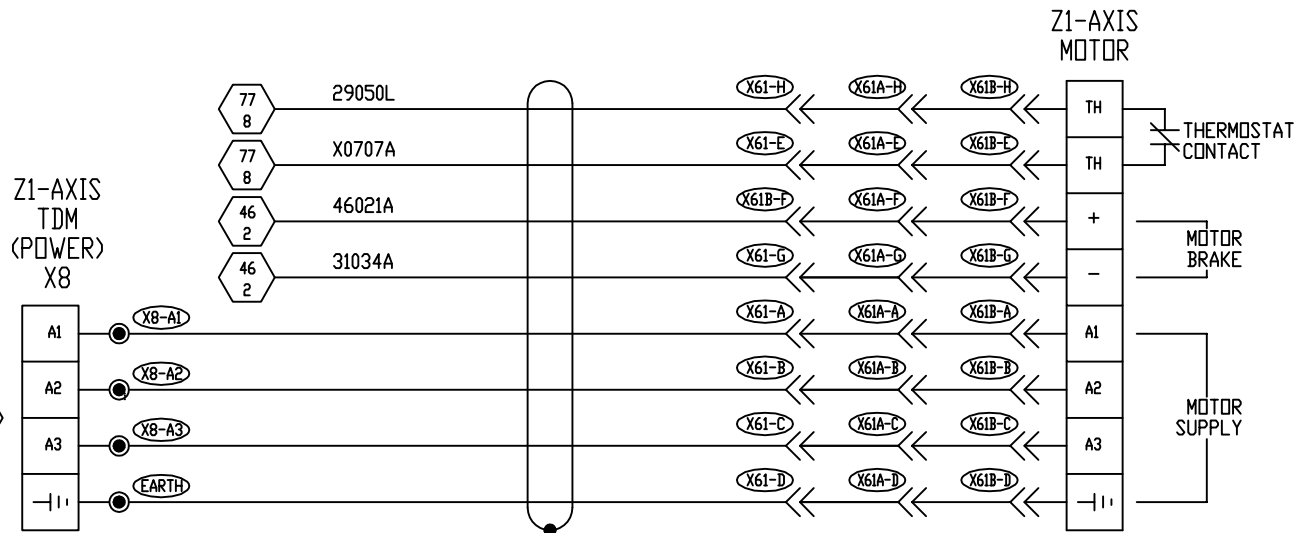 Z1-AXIS
MOTOR
77
8
29050L
X61-H
X61A-H
X61B-H
TH
THERMOSTAT
CONTACT
77
8
X0707A
X61-E
X61A-E
X61B-E
TH
Z1-AXIS
TDM
(POWER)
X8
46
2
46021A
X61B-F
X61A-F
X61B-F
+
MOTOR
BRAKE
46
2
31034A
X61-G
X61A-G
X61B-G
-
A1
X8-A1
X61-A
X61A-A
X61B-A
A1
A2
X8-A2
X61-B
X61A-B
X61B-B
A2
MOTOR
SUPPLY
A3
X8-A3
X61-C
X61A-C
X61B-C
A3
EARTH
X61-D
X61A-D
X61B-D